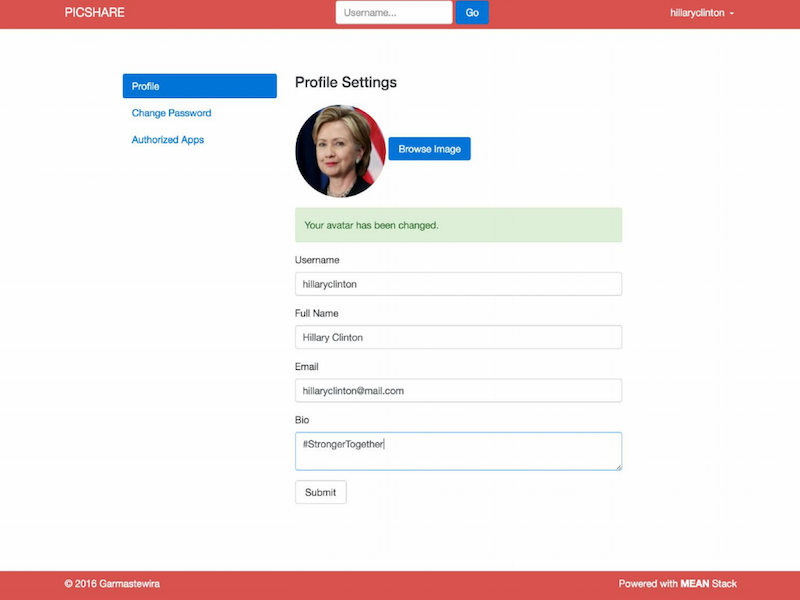 PICSHARE
Username...
Go
hillaryclinton
Profile
Change Password
Authorized Apps
Profile Settings
Browse Image
Your avatar has been changed.
Username
hillaryclinton
Full Name
Hillary Clinton
Email
hillaryclinton@mail.com
Bio
#StrongerTogether
Submit
© 2016 Garmastewira
Powered with MEAN Stack